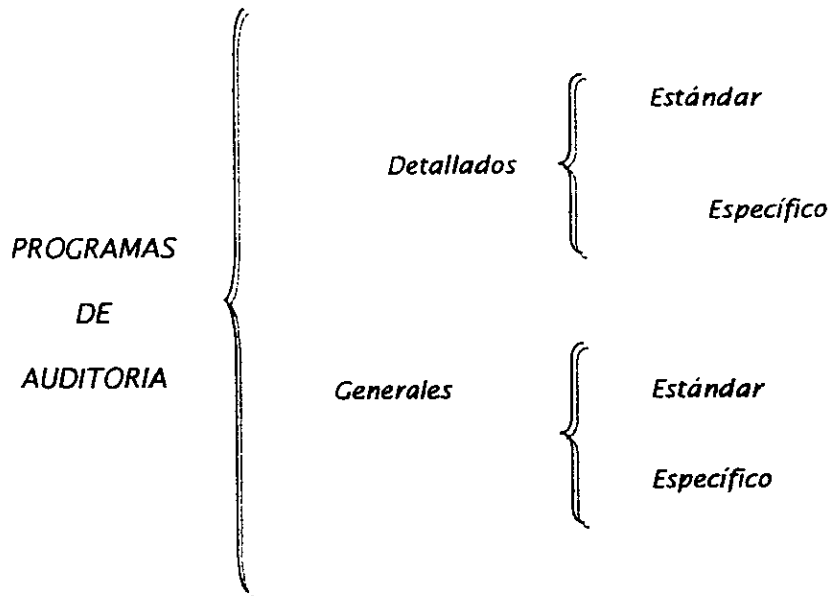 PROGRAMAS
DE
AUDITORIA
Detallados
Estándar
Específico
Generales
Estándar
Específico